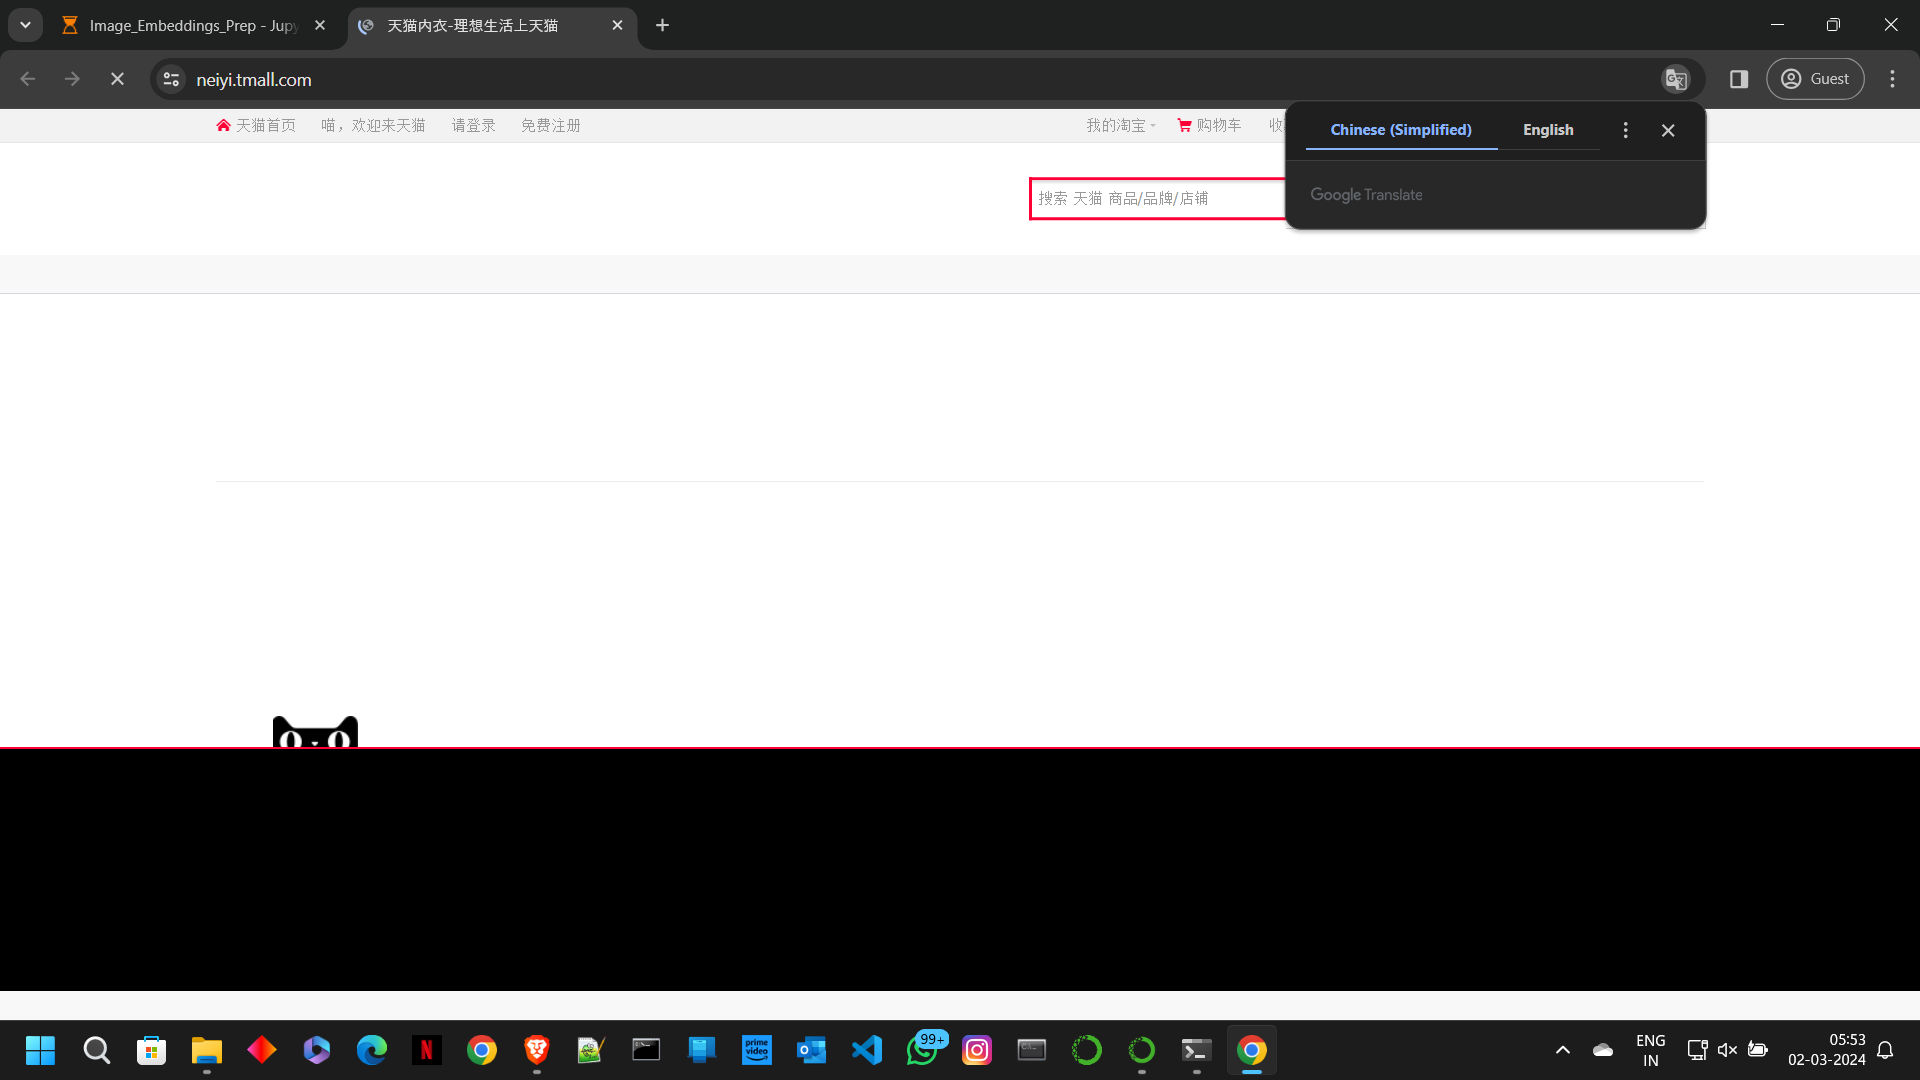 Image_Embeddings_Prep - Jupy
天猫内衣-理想生活上天猫
neiyi.tmall.com
Guest
天猫首页 喵，欢迎来天猫 请登录 免费注册
我的淘宝 购物车 收
Chinese (Simplified) English
搜索 天猫 商品/品牌/店铺
Google Translate
prime video
99+
ENG
IN
05:53
02-03-2024